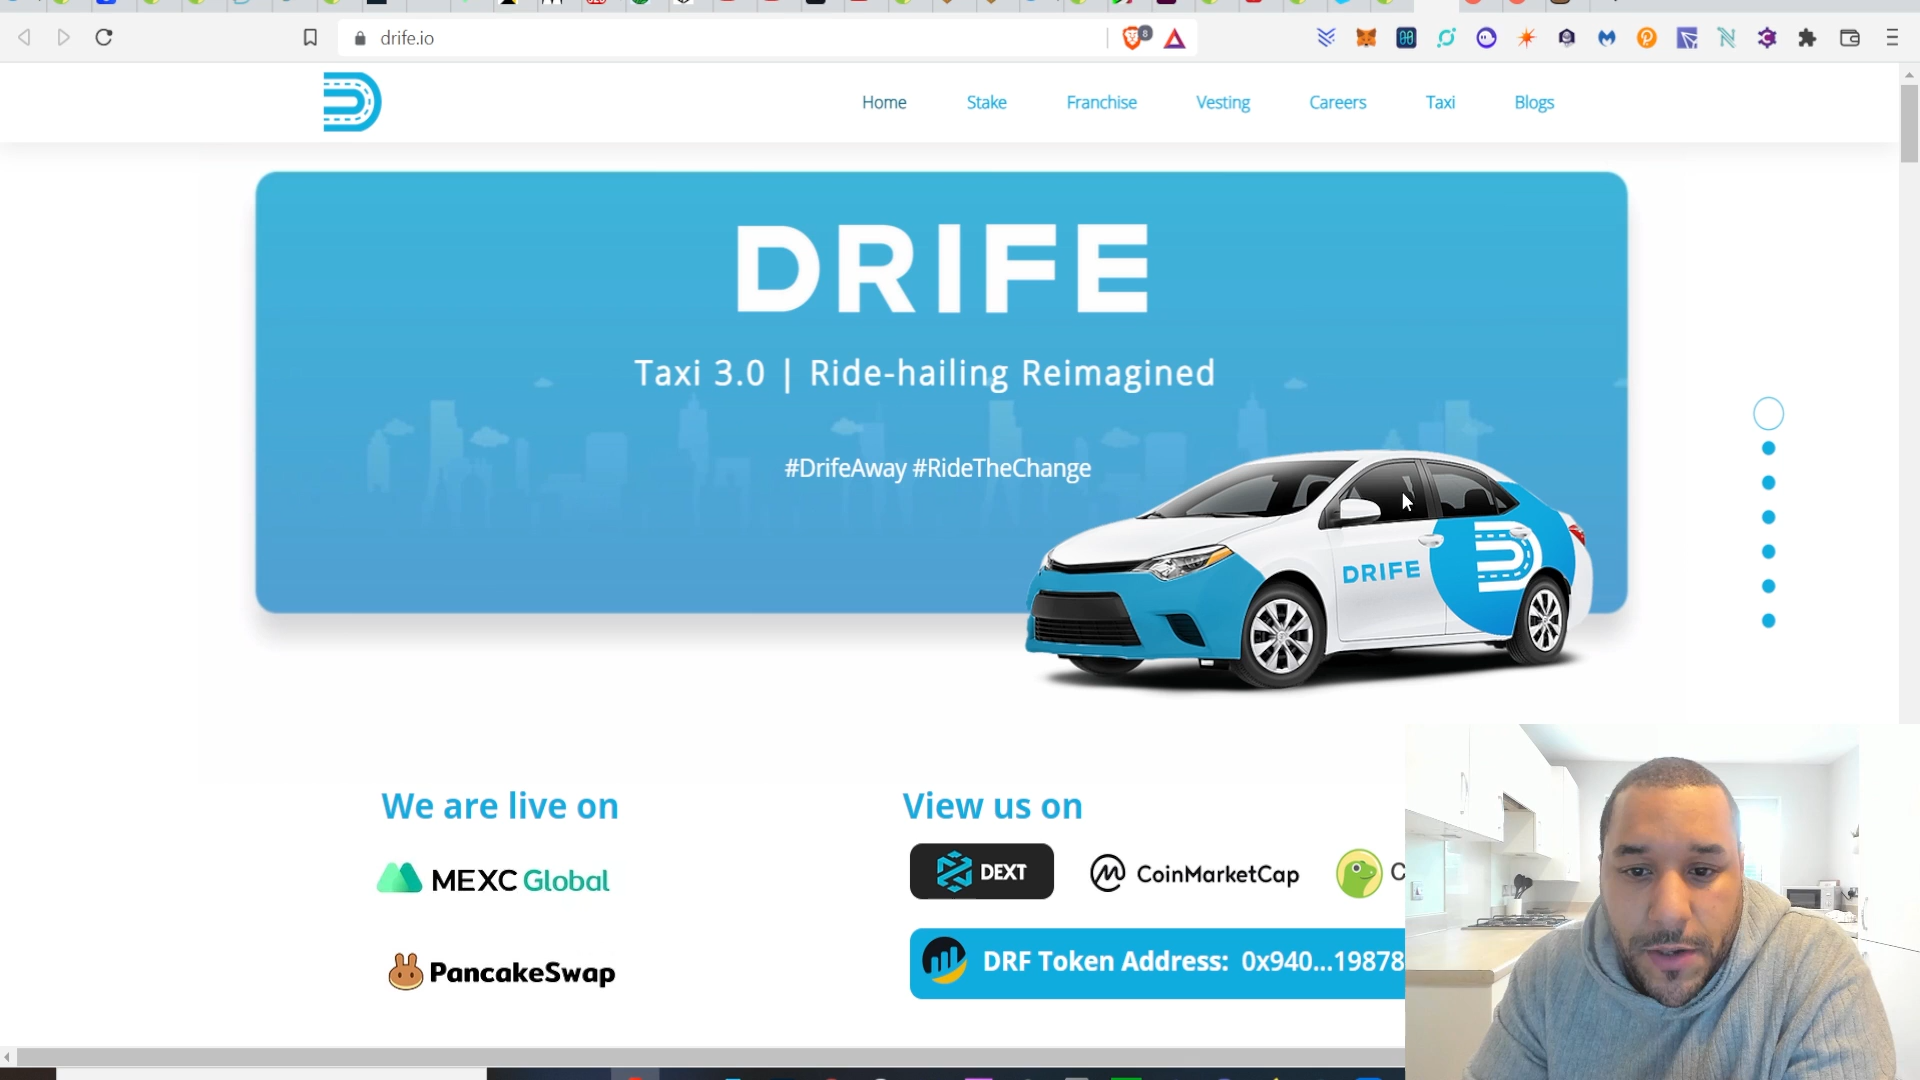 drife.io
8
Home Stake Franchise Vesting Careers Taxi Blogs
DRIFE
Taxi 3.0 | Ride-hailing Reimagined
#DrifeAway #RideTheChange
DRIFE
We are live on
View us on
MEXC Global
DEXT
CoinMarketCap
C
PancakeSwap
DRF Token Address: 0x940...19878